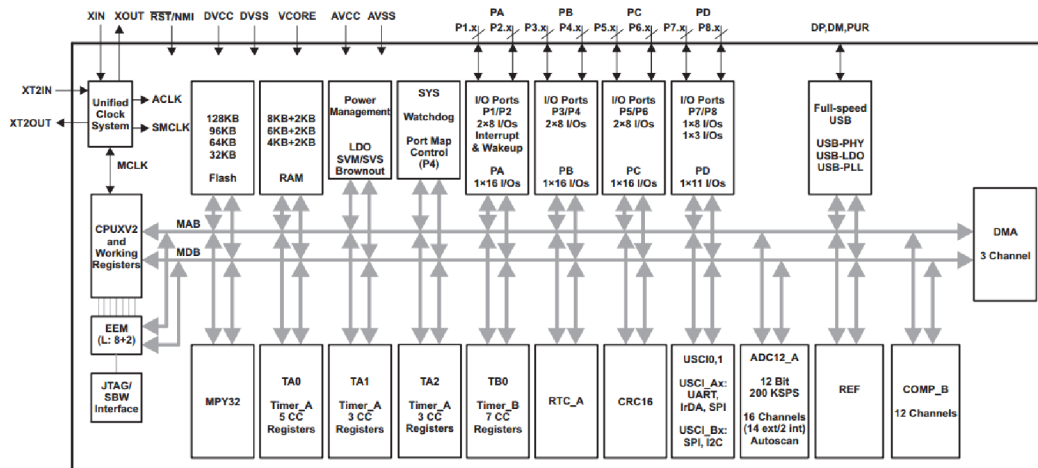 XIN XOUT RST/NMI DVCC DVSS VCORE AVCC AVSS
PA PB PC PD
P1.x P2.x P3.x P4.x P5.x P6.x P7.x P8.x
DP,DM,PUR
XT2IN
XT2OUT
Unified
Clock
System
ACLK
SMCLK
MCLK
128KB
96KB
64KB
32KB
Flash
8KB+2KB
6KB+2KB
4KB+2KB
RAM
Power
Management
LDO
SVM/SVS
Brownout
SYS
Watchdog
Port Map
Control
(P4)
I/O Ports
P1/P2
2×8 I/Os
Interrupt
& Wakeup
PA
1×16 I/Os
I/O Ports
P3/P4
2×8 I/Os
PB
1×16 I/Os
I/O Ports
P5/P6
2×8 I/Os
PC
1×16 I/Os
I/O Ports
P7/P8
1×8 I/Os
1×3 I/Os
PD
1×11 I/Os
Full-speed
USB
USB-PHY
USB-LDO
USB-PLL
CPUXV2
and
Working
Registers
MAB
MDB
DMA
3 Channel
EEM
(L: 8+2)
JTAG/
SBW
Interface
MPY32
TA0
Timer_A
5 CC
Registers
TA1
Timer_A
3 CC
Registers
TA2
Timer_A
3 CC
Registers
TB0
Timer_B
7 CC
Registers
RTC_A
CRC16
USCI0,1
USCI_Ax:
UART,
IrDA, SPI
USCI_Bx:
SPI, I2C
ADC12_A
12 Bit
200 KSPS
16 Channels
(14 ext/2 int)
Autoscan
REF
COMP_B
12 Channels